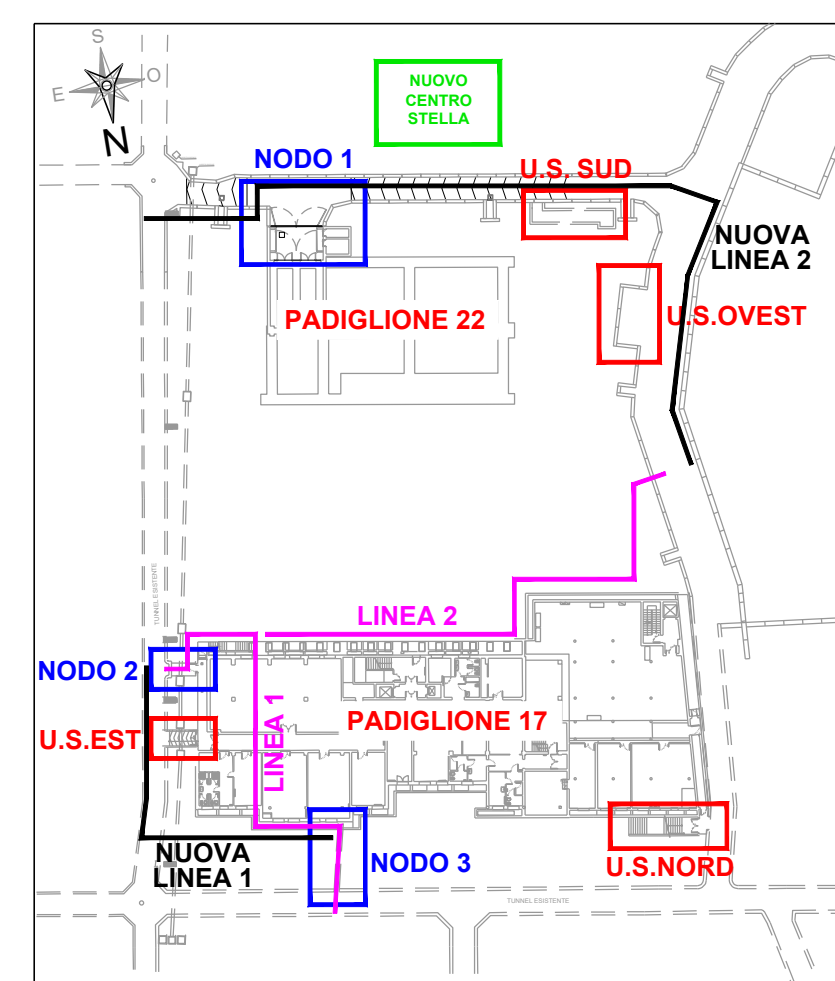 S
E
O
N
NUOVO
CENTRO
STELLA
NODO 1
U.S. SUD
NUOVA
LINEA 2
PADIGLIONE 22
U.S.OVEST
TUNNEL ESISTENTE
LINEA 2
NODO 2
LINEA 1
PADIGLIONE 17
U.S.EST
NUOVA
LINEA 1
NODO 3
U.S.NORD
TUNNEL ESISTENTE